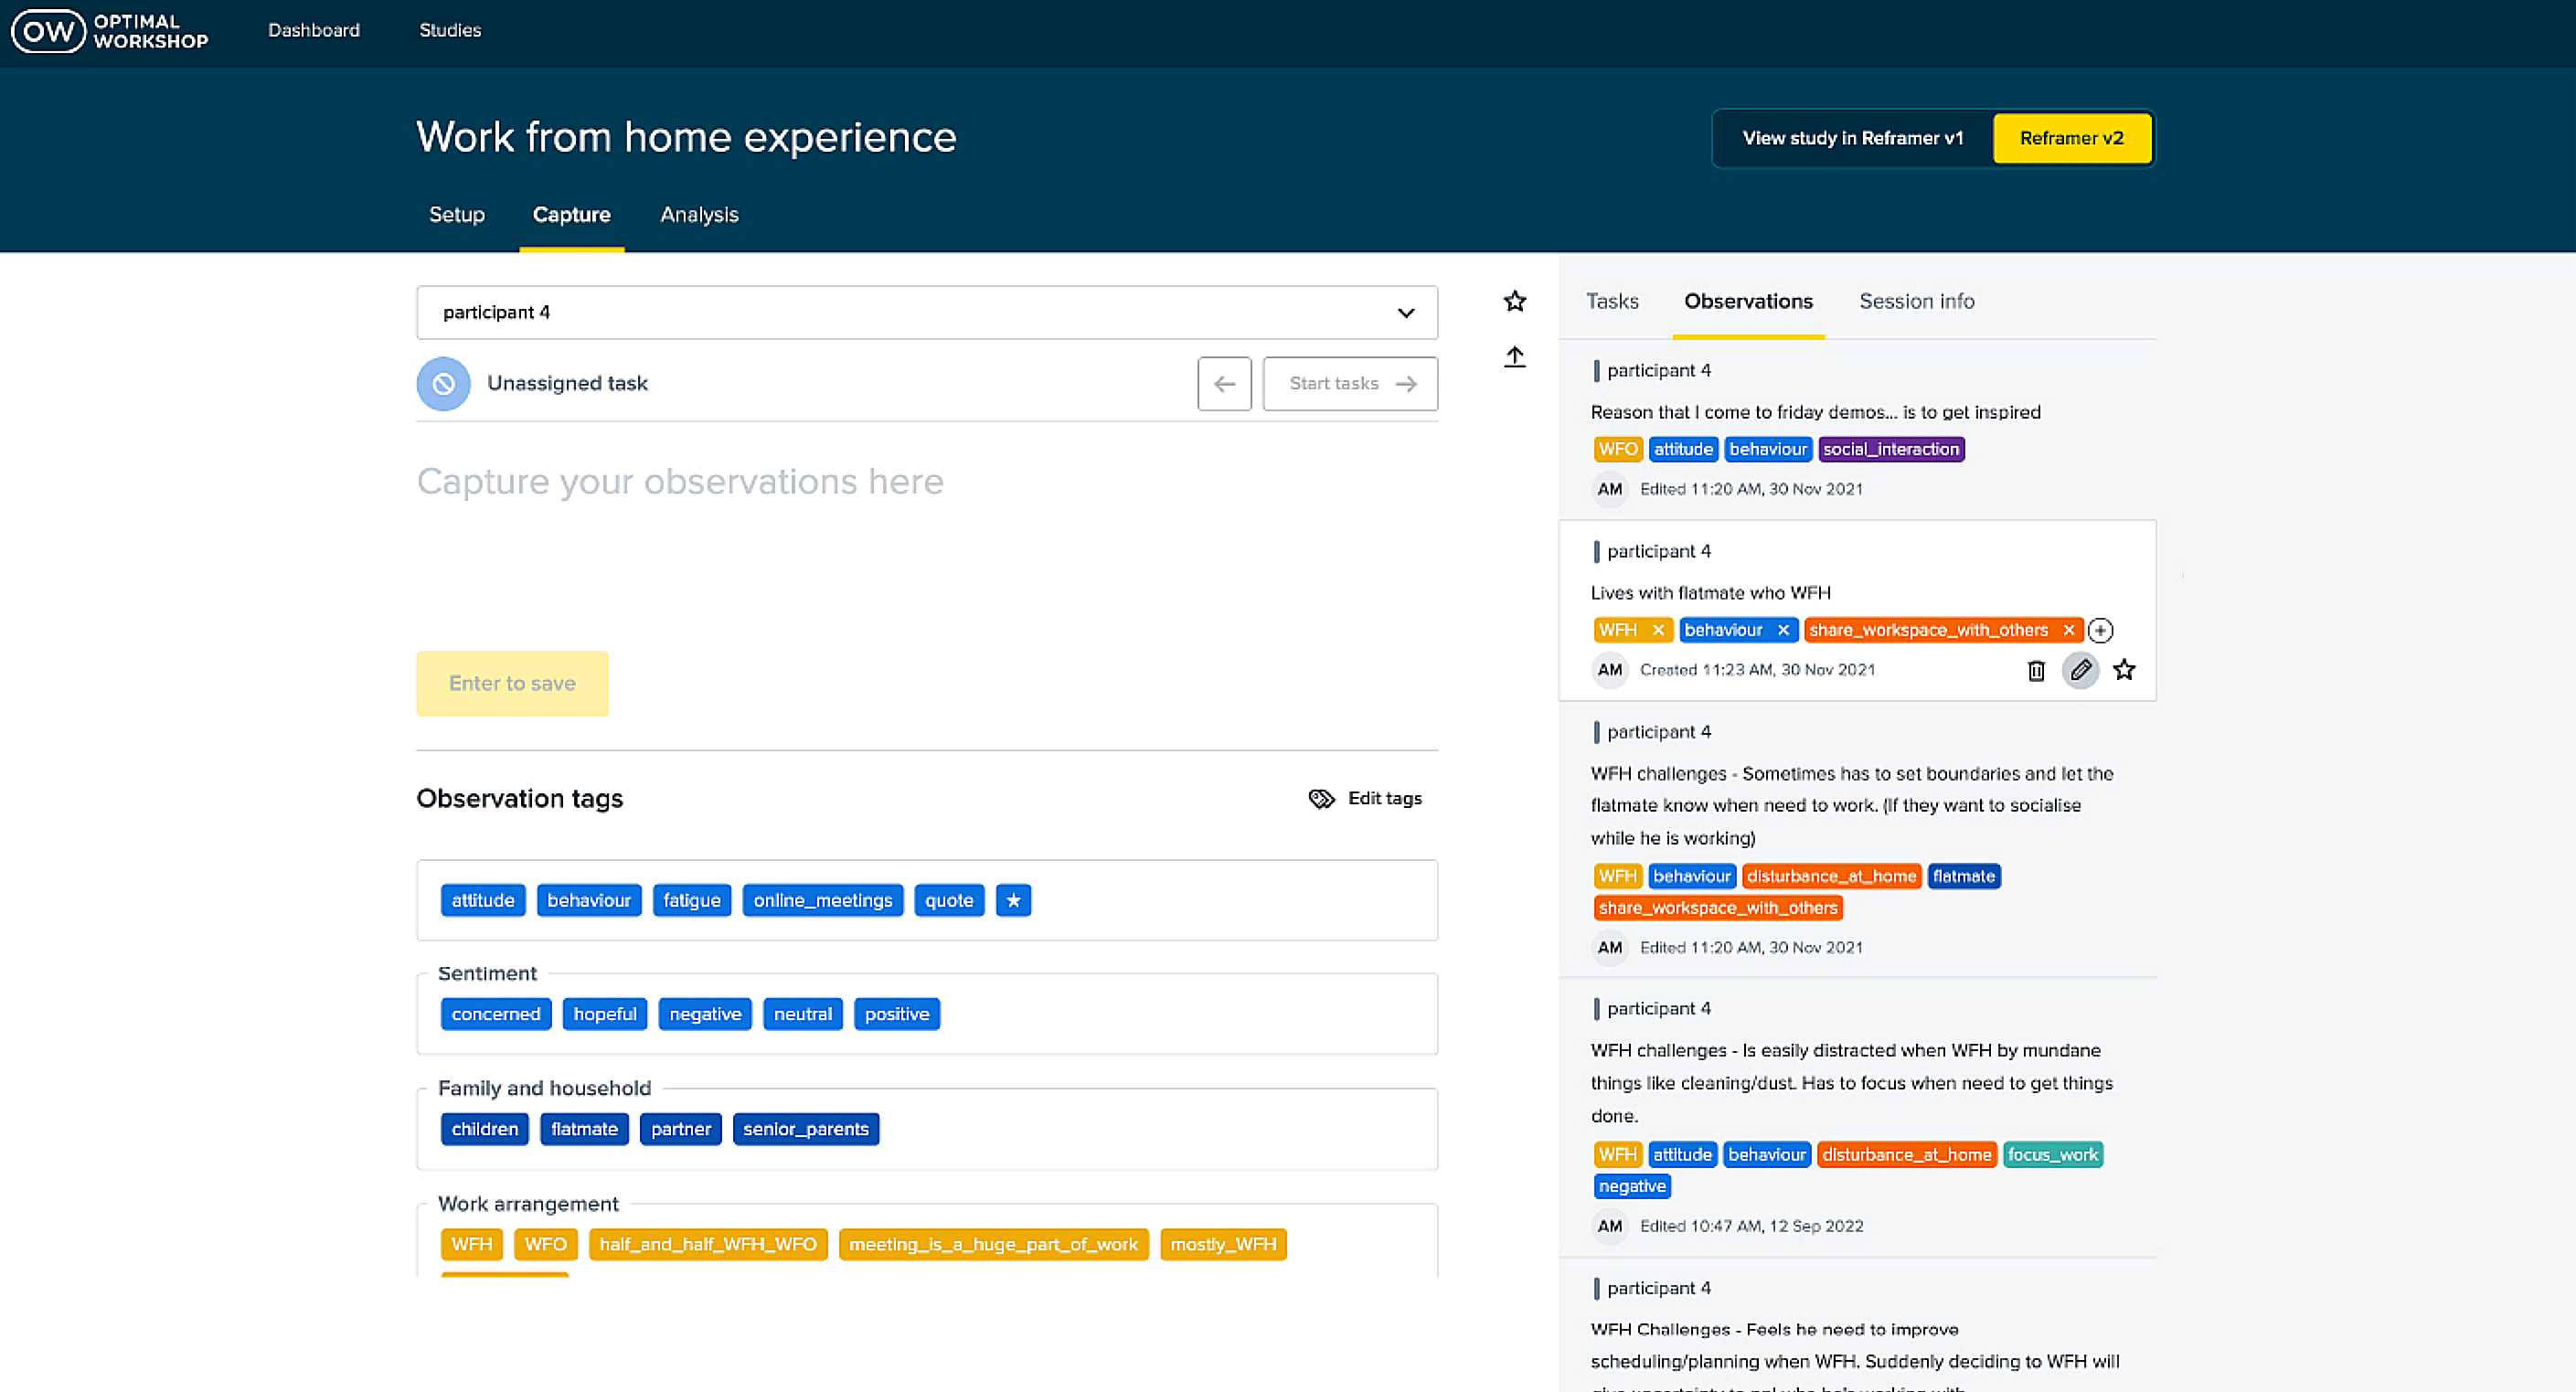 OW OPTIMAL WORKSHOP
Dashboard
Studies
Work from home experience
View study in Reframer v1
Reframer v2
Setup
Capture
Analysis
participant 4
Unassigned task
Start tasks
Capture your observations here
Enter to save
Observation tags
Edit tags
attitude behaviour fatigue online_meetings quote
Sentiment
concerned hopeful negative neutral positive
Family and household
children flatmate partner senior_parents
Work arrangement
WFH WFO half_and_half_WFH_WFO meeting_is_a_huge_part_of_work mostly_WFH
Tasks
Observations
Session info
participant 4
Reason that I come to friday demos... is to get inspired
WFO attitude behaviour social_interaction
AM Edited 11:20 AM, 30 Nov 2021
participant 4
Lives with flatmate who WFH
WFH × behaviour × share_workspace_with_others ×
AM Created 11:23 AM, 30 Nov 2021
participant 4
WFH challenges - Sometimes has to set boundaries and let the
flatmate know when need to work. (If they want to socialise
while he is working)
WFH behaviour disturbance_at_home flatmate
share_workspace_with_others
AM Edited 11:20 AM, 30 Nov 2021
participant 4
WFH challenges - Is easily distracted when WFH by mundane
things like cleaning/dust. Has to focus when need to get things
done.
WFH attitude behaviour disturbance_at_home focus_work
negative
AM Edited 10:47 AM, 12 Sep 2022
participant 4
WFH Challenges - Feels he need to improve
scheduling/planning when WFH. Suddenly deciding to WFH will